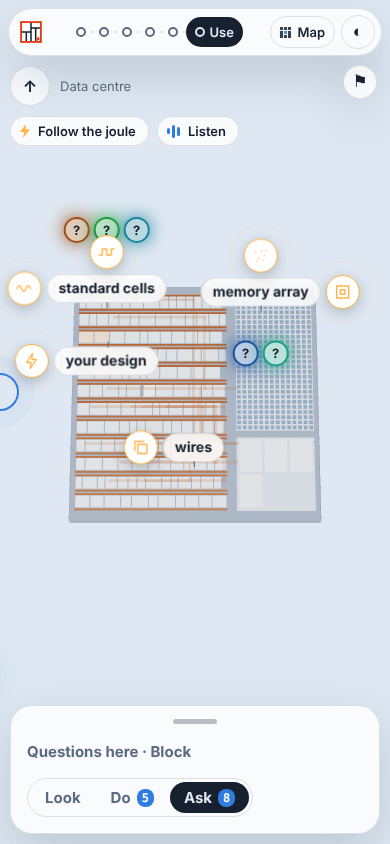 Use
Map
Data centre
Follow the joule
Listen
? ? ?
standard cells
memory array
? ?
your design
wires
Questions here · Block
Look
Do 5
Ask 8